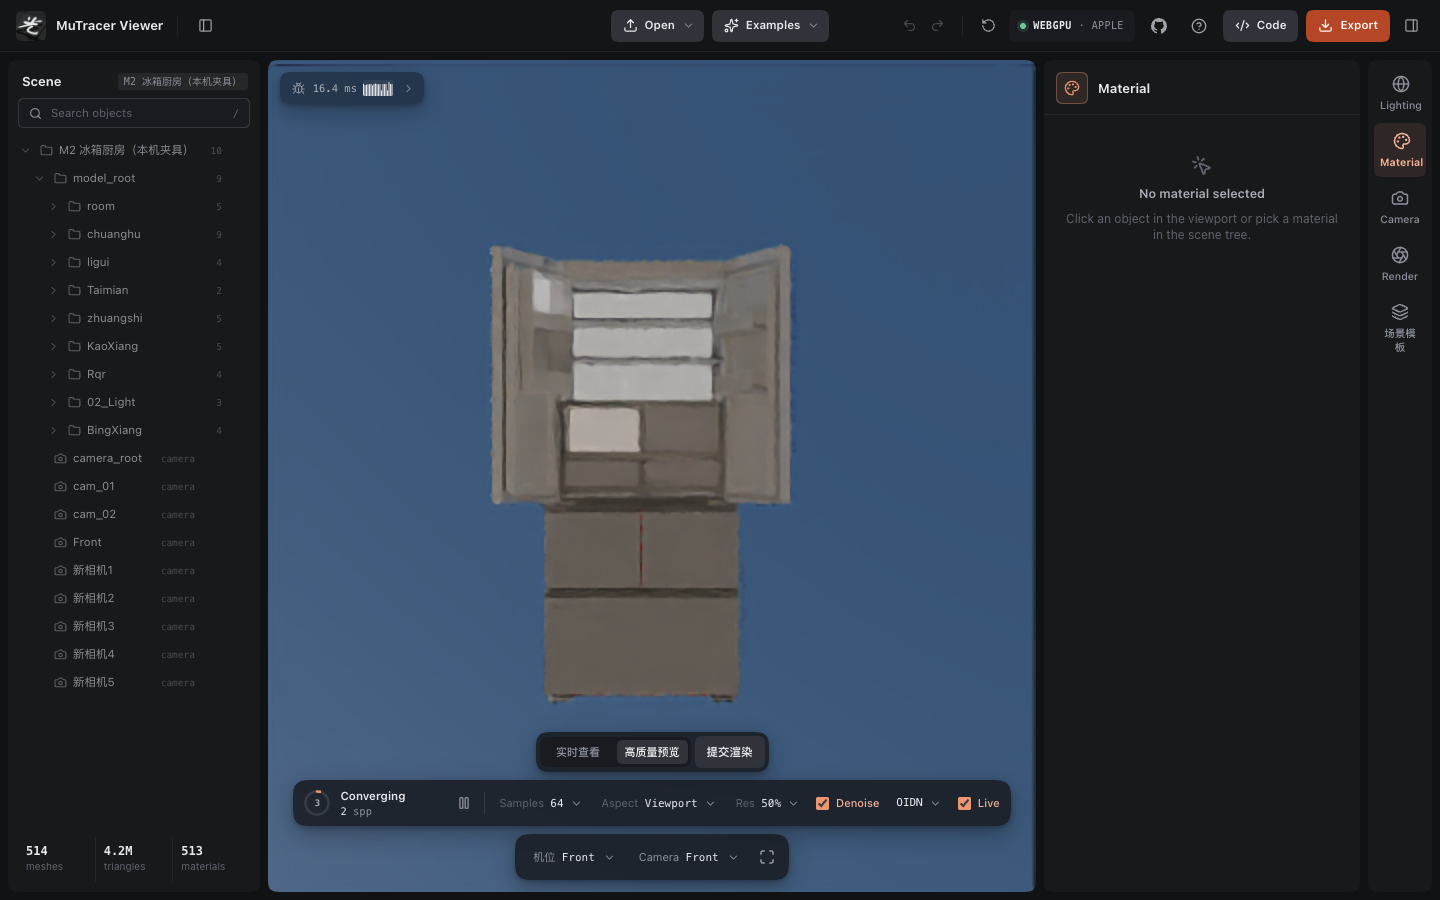 MuTracer Viewer
Open
Examples
WEBGPU · APPLE
Code
Export
Scene
M2 冰箱厨房（本机夹具）
Search objects /
M2 冰箱厨房（本机夹具） 10
model_root 9
room 5
chuanghu 9
ligui 4
Taimian 2
zhuangshi 5
KaoXiang 5
Rqr 4
02_Light 3
BingXiang 4
camera_root camera
cam_01 camera
cam_02 camera
Front camera
新相机1 camera
新相机2 camera
新相机3 camera
新相机4 camera
新相机5 camera
514 4.2M 513
meshes triangles materials
16.4 ms
实时查看 高质量预览 提交渲染
3
Converging
2 spp
Samples 64 Aspect Viewport Res 50% Denoise OIDN Live
机位 Front Camera Front
Material
No material selected
Click an object in the viewport or pick a material
in the scene tree.
Lighting
Material
Camera
Render
场景模
板